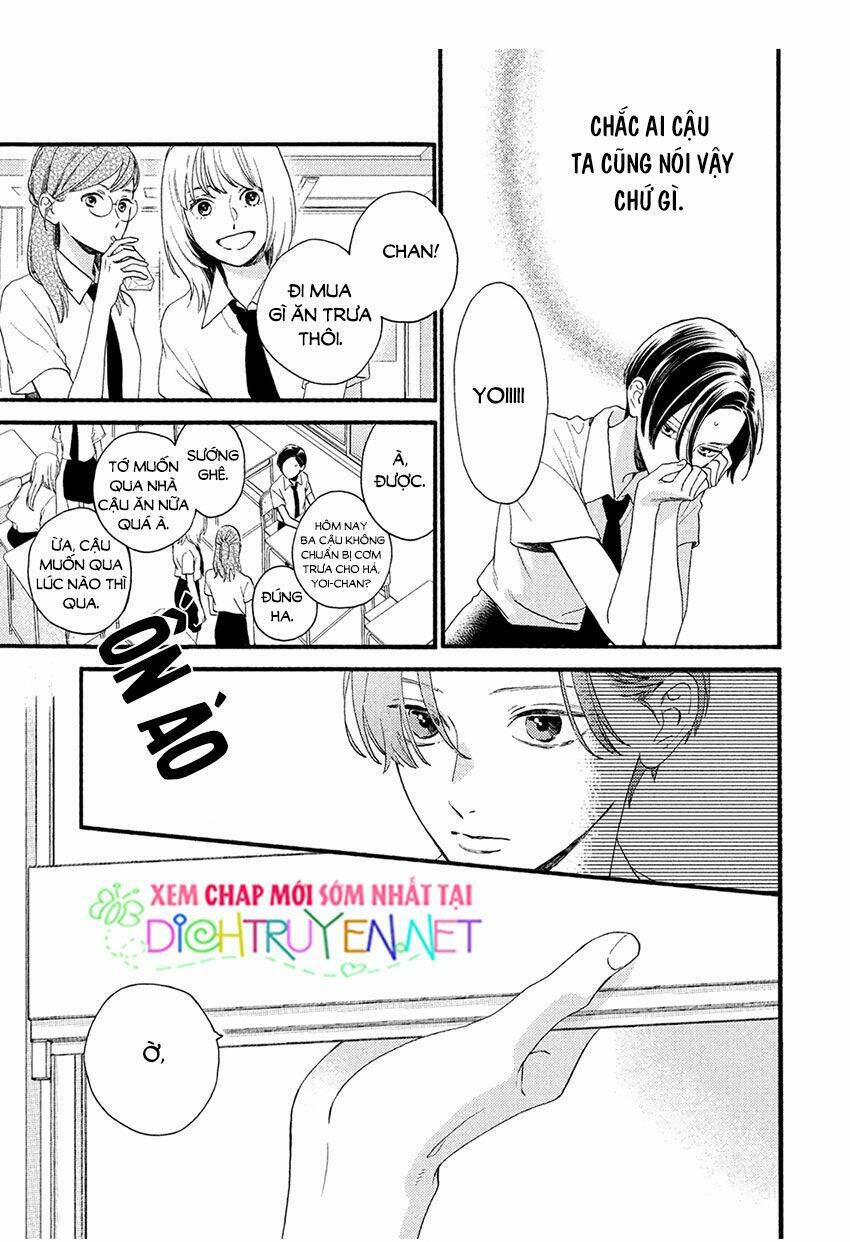 CHẮC AI CẬU
TA CŨNG NÓI VẬY
CHỨ GÌ.
YOIIIII
CHAN!
ĐI MUA
GÌ ĂN TRƯA
THÔI.
À,
ĐƯỢC.
HÔM NAY
BA CẬU KHÔNG
CHUẨN BỊ CƠM
TRƯA CHO HẢ,
YOI-CHAN?
ĐÚNG
HA.
SƯỚNG
GHÊ.
TỚ MUỐN
QUA NHÀ
CẬU ĂN NỮA
QUÁ À.
ỪA, CẬU
MUỐN QUA
LÚC NÀO THÌ
QUA.
ỒN ÀO
XEM CHAP MỚI SỚM NHẤT TẠI
DICHTRUYEN.NET
Ờ,